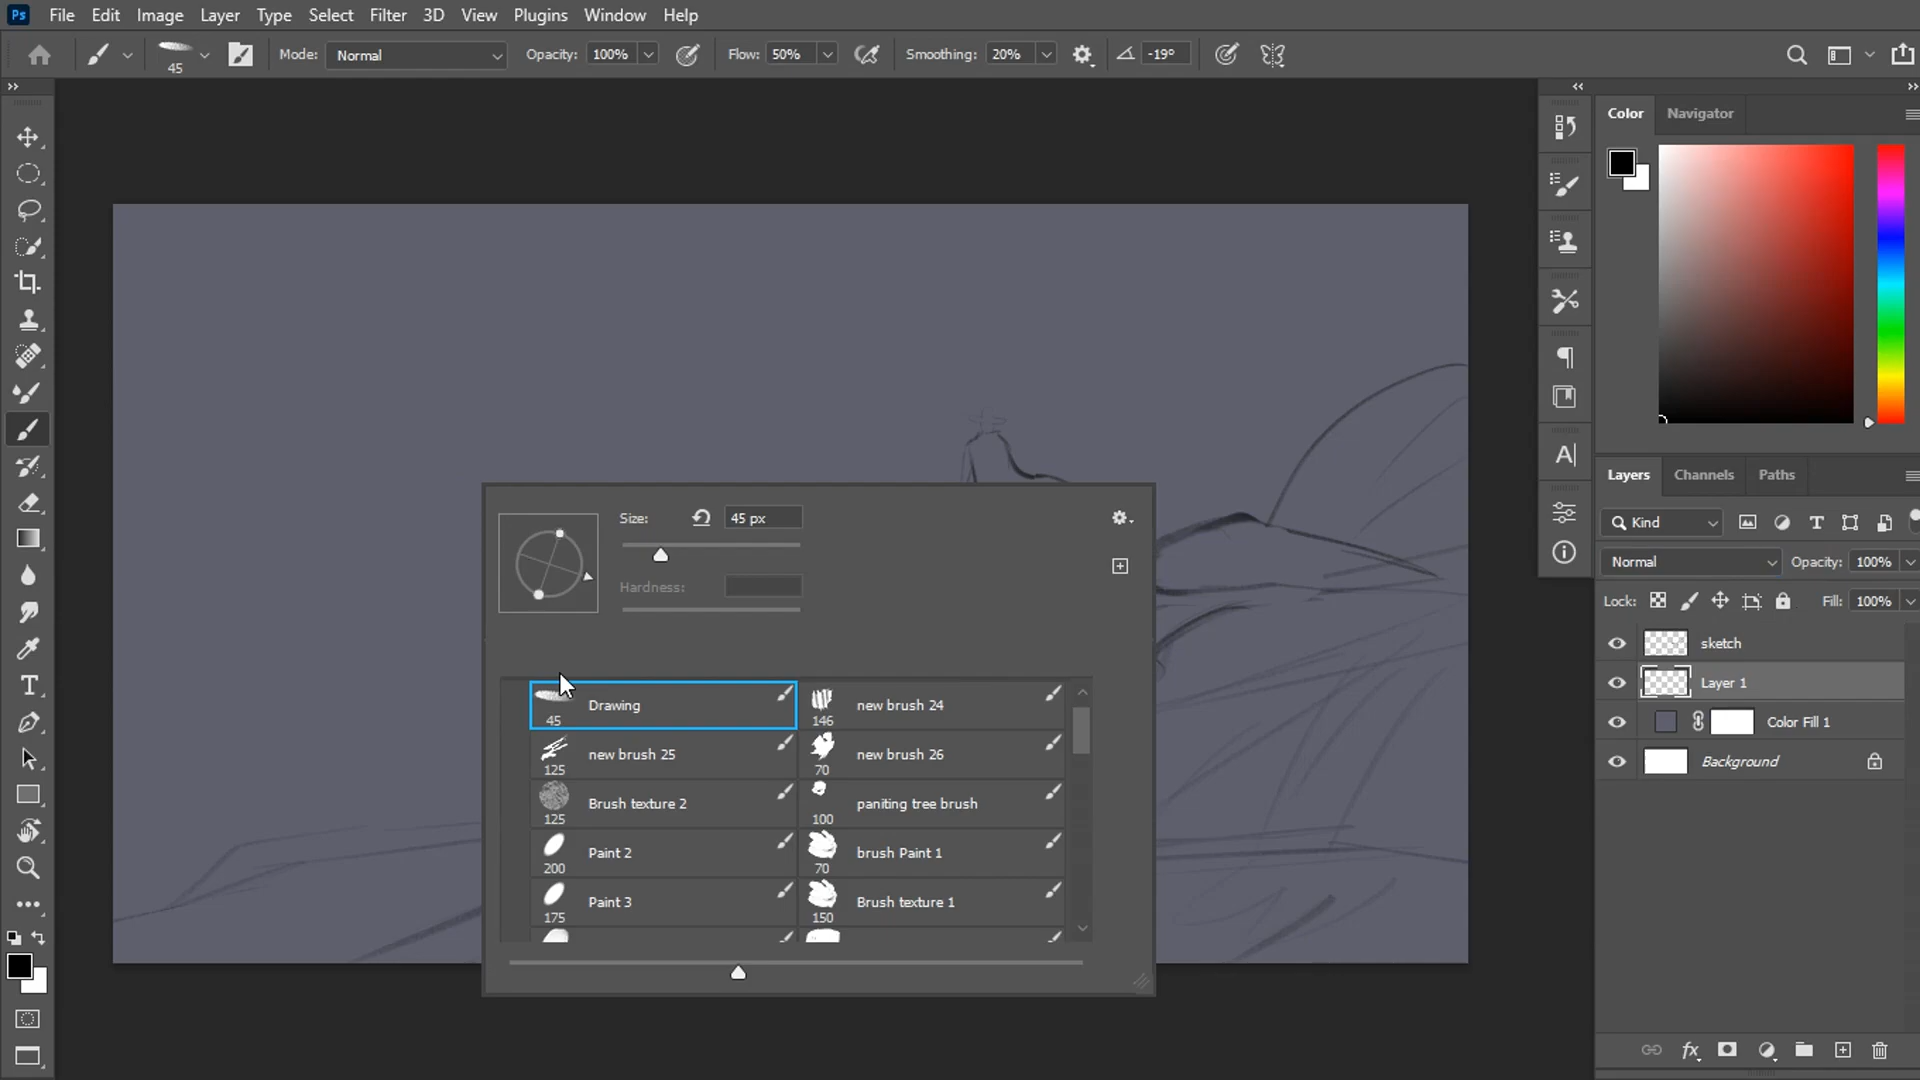 Ps File Edit Image Layer Type Select Filter 3D View Plugins Window Help
45 Mode: Normal Opacity: 100% Flow: 50% Smoothing: 20% -19°
Color Navigator
Size: 45 px
Hardness:
Drawing 45
new brush 24 146
new brush 25 125
new brush 26 70
Brush texture 2 125
paniting tree brush 100
Paint 2 200
brush Paint 1 70
Paint 3 175
Brush texture 1 150
Layers Channels Paths
Kind
Normal Opacity: 100%
Lock: Fill: 100%
sketch
Layer 1
Color Fill 1
Background